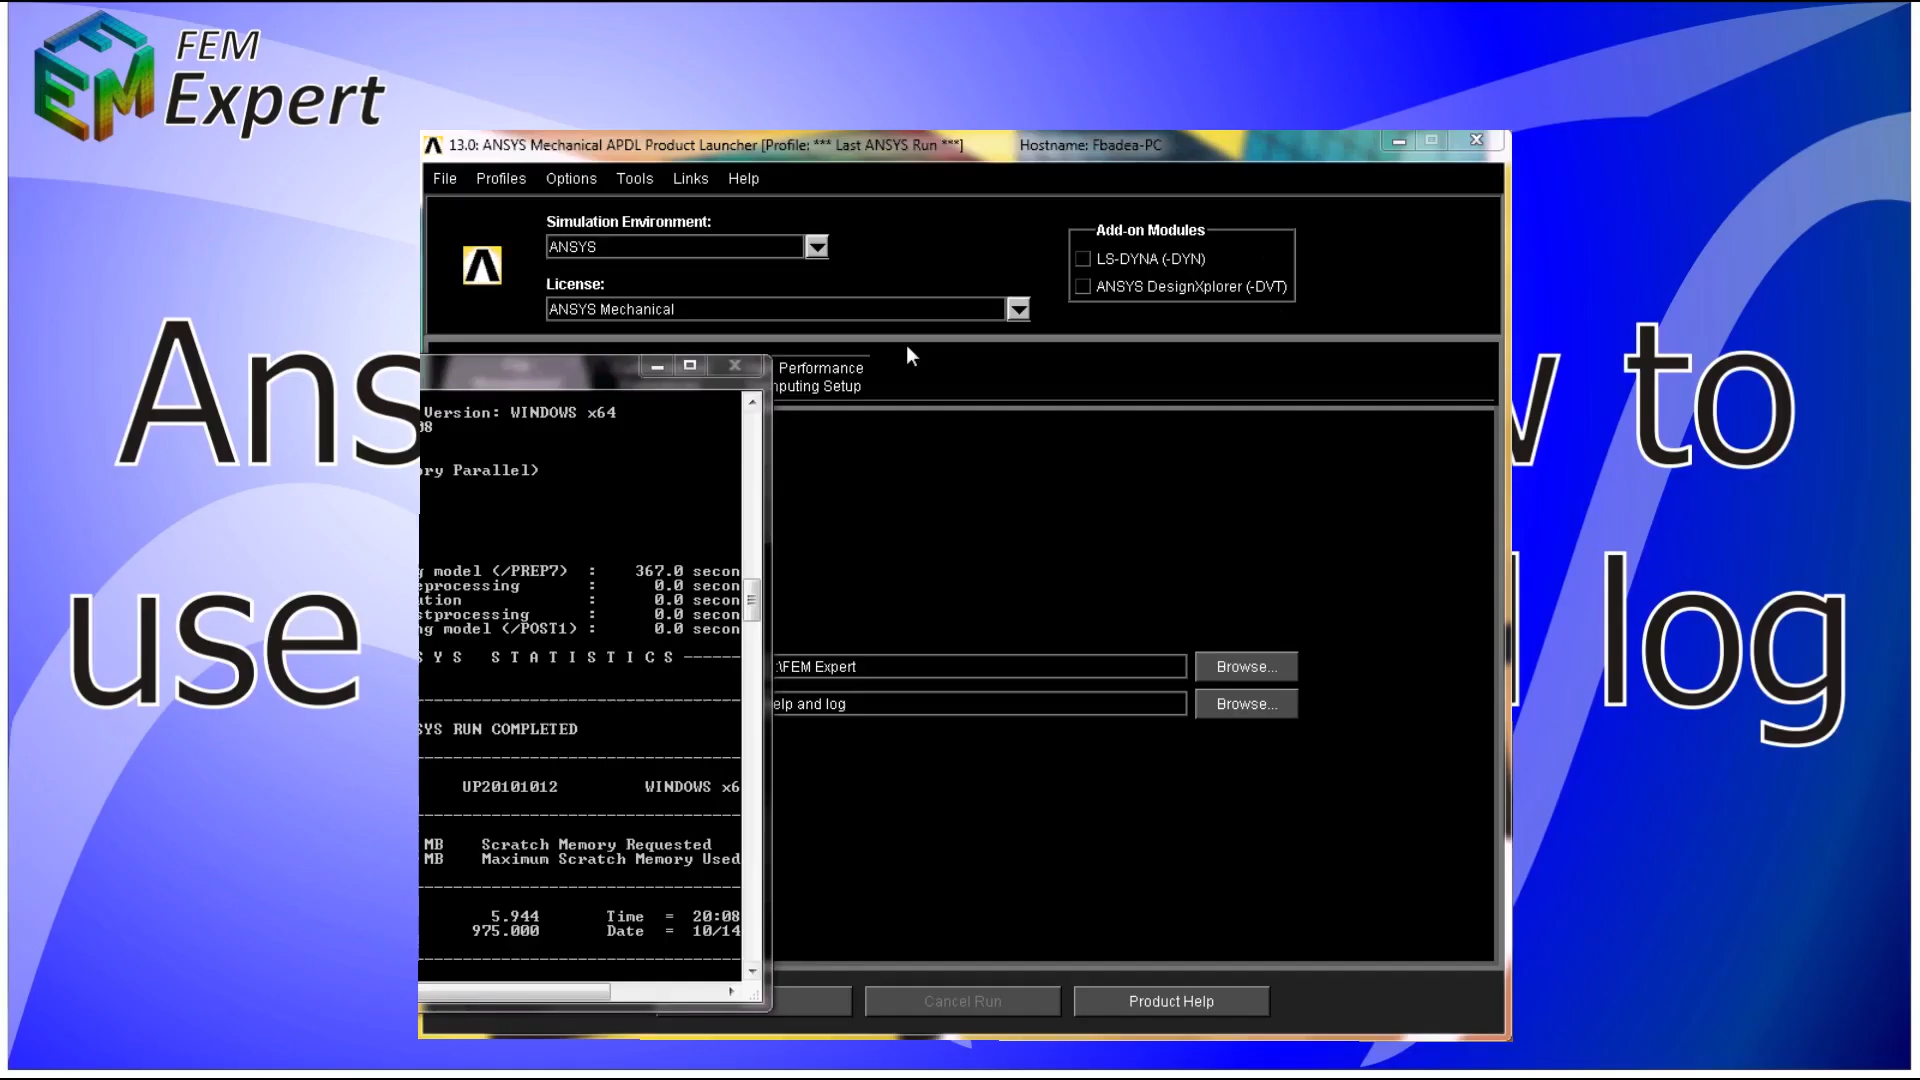 FEM
Expert
13.0: ANSYS Mechanical APDL Product Launcher [Profile: *** Last ANSYS Run ***] Hostname: Fbadea-PC
File Profiles Options Tools Links Help
Simulation Environment:
ANSYS
License:
ANSYS Mechanical
Add-on Modules
LS-DYNA (-DYN)
ANSYS DesignXplorer (-DVT)
Ans to
use log
Performance
puting Setup
Version: WINDOWS x64
08
ry Parallel)
g model (/PREP7) : 367.0 secon
eprocessing : 0.0 secon
tion : 0.0 secon
stprocessing : 0.0 secon
ng model (/POST1) : 0.0 secon
S Y S S T A T I S T I C S ------
SYS RUN COMPLETED
UP20101012 WINDOWS x6
MB Scratch Memory Requested
MB Maximum Scratch Memory Used
5.944 Time = 20:08
975.000 Date = 10/14
:\FEM Expert Browse...
elp and log Browse...
Cancel Run Product Help